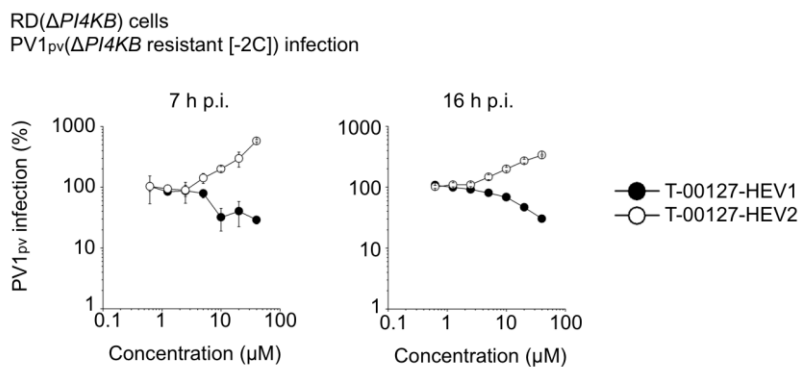 RD(ΔPI4KB) cells
PV1pv(ΔPI4KB resistant [-2C]) infection
7 h p.i.
16 h p.i.
PV1pv infection (%)
1000
100
10
1
0.1
1
10
100
Concentration (µM)
1000
100
10
1
0.1
1
10
100
Concentration (µM)
T-00127-HEV1
T-00127-HEV2